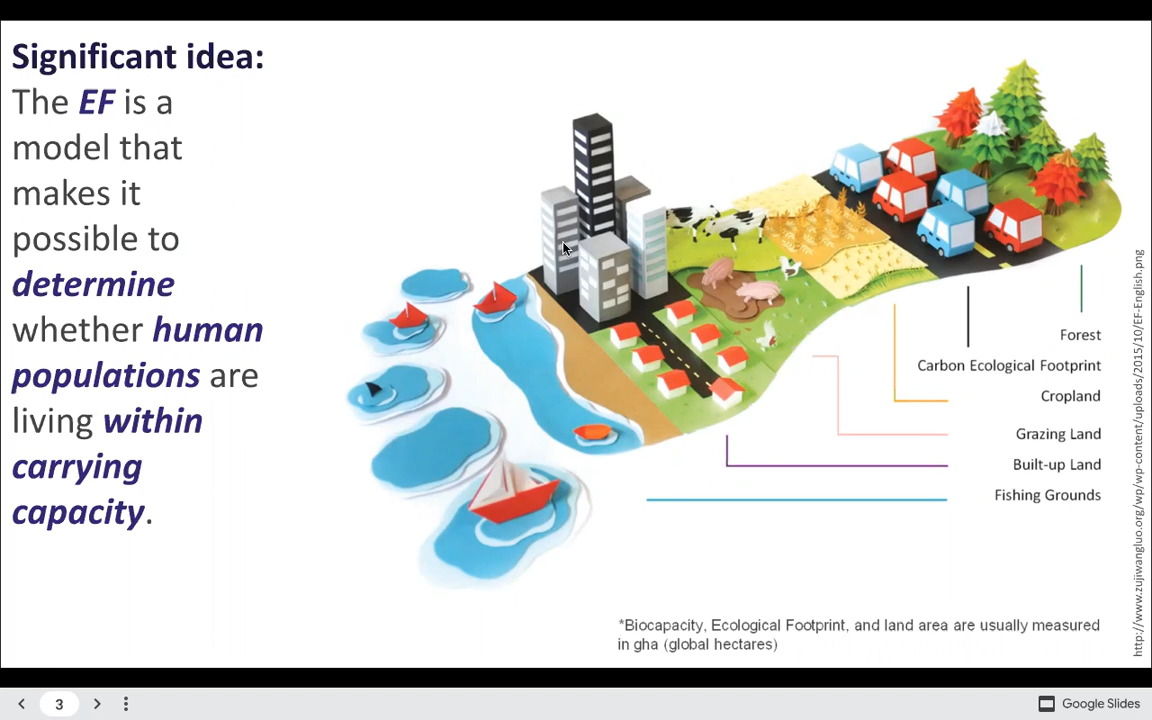 Significant idea:
The EF is a
model that
makes it
possible to
determine
whether human
populations are
living within
carrying
capacity.
Forest
Carbon Ecological Footprint
Cropland
Grazing Land
Built-up Land
Fishing Grounds
*Biocapacity, Ecological Footprint, and land area are usually measured
in gha (global hectares)
http://www.zujiwangluo.org/wp/wp-content/uploads/2015/10/EF-English.png
3
Google Slides